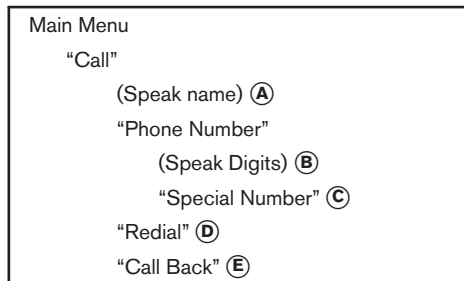 Main Menu
“Call”
(Speak name) Ⓐ
“Phone Number”
(Speak Digits) Ⓑ
“Special Number” Ⓒ
“Redial” Ⓓ
“Call Back” Ⓔ